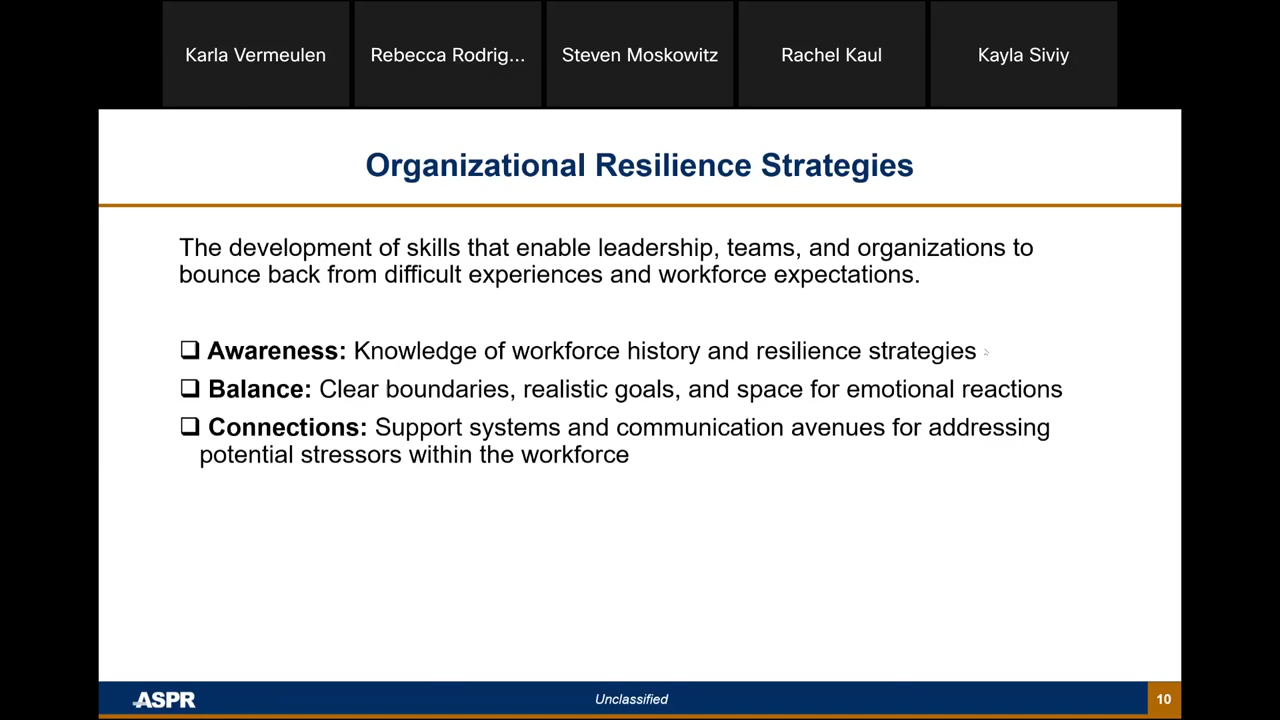 Karla Vermeulen
Rebecca Rodrig...
Steven Moskowitz
Rachel Kaul
Kayla Siviy
Organizational Resilience Strategies
The development of skills that enable leadership, teams, and organizations to
bounce back from difficult experiences and workforce expectations.
❑ Awareness: Knowledge of workforce history and resilience strategies
❑ Balance: Clear boundaries, realistic goals, and space for emotional reactions
❑ Connections: Support systems and communication avenues for addressing
potential stressors within the workforce
ASPR
Unclassified
10